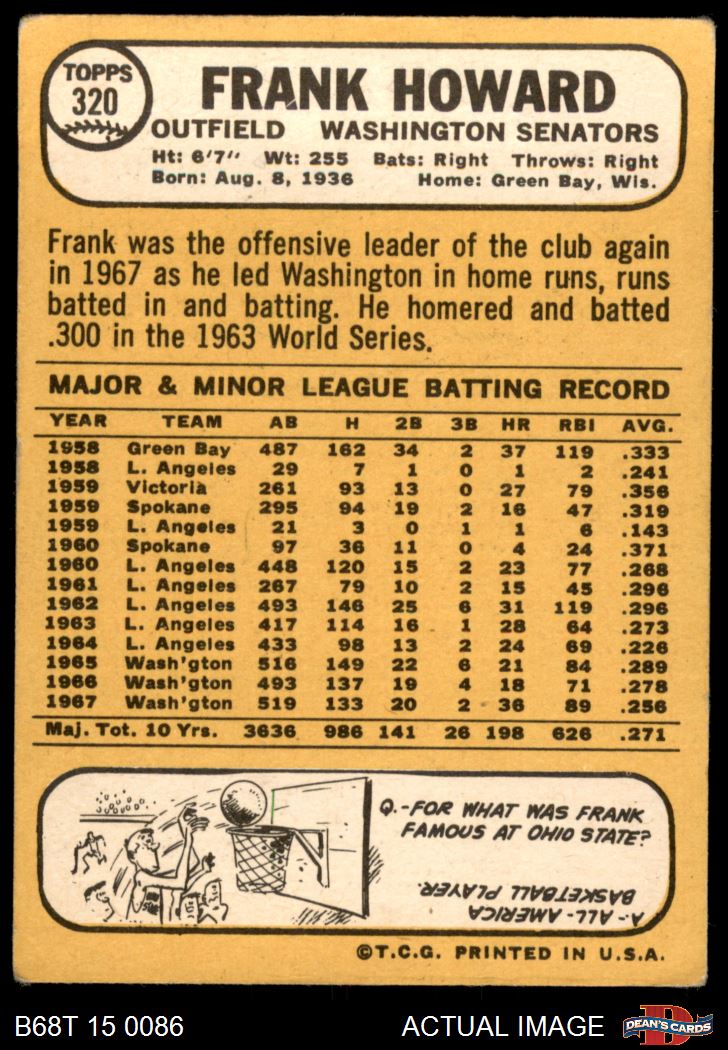 TOPPS
320
FRANK HOWARD
OUTFIELD WASHINGTON SENATORS
Ht: 6'7" Wt: 255 Bats: Right Throws: Right
Born: Aug. 8, 1936 Home: Green Bay, Wis.
Frank was the offensive leader of the club again
in 1967 as he led Washington in home runs, runs
batted in and batting. He homered and batted
.300 in the 1963 World Series.
MAJOR & MINOR LEAGUE BATTING RECORD
YEAR TEAM AB H 2B 3B HR RBI AVG.
1958 Green Bay 487 162 34 2 37 119 .333
1958 L. Angeles 29 7 1 0 1 2 .241
1959 Victoria 261 93 13 0 27 79 .356
1959 Spokane 295 94 19 2 16 47 .319
1959 L. Angeles 21 3 0 1 1 6 .143
1960 Spokane 97 36 11 0 4 24 .371
1960 L. Angeles 448 120 15 2 23 77 .268
1961 L. Angeles 267 79 10 2 15 45 .296
1962 L. Angeles 493 146 25 6 31 119 .296
1963 L. Angeles 417 114 16 1 28 64 .273
1964 L. Angeles 433 98 13 2 24 69 .226
1965 Wash'gton 516 149 22 6 21 84 .289
1966 Wash'gton 493 137 19 4 18 71 .278
1967 Wash'gton 519 133 20 2 36 89 .256
Maj. Tot. 10 Yrs. 3636 986 141 26 198 626 .271
Q.-FOR WHAT WAS FRANK
FAMOUS AT OHIO STATE?
A-ALL-AMERICA
BASKETBALL PLAYER.
©T.C.G. PRINTED IN U.S.A.
B68T 15 0086 ACTUAL IMAGE
DEAN'S CARDS